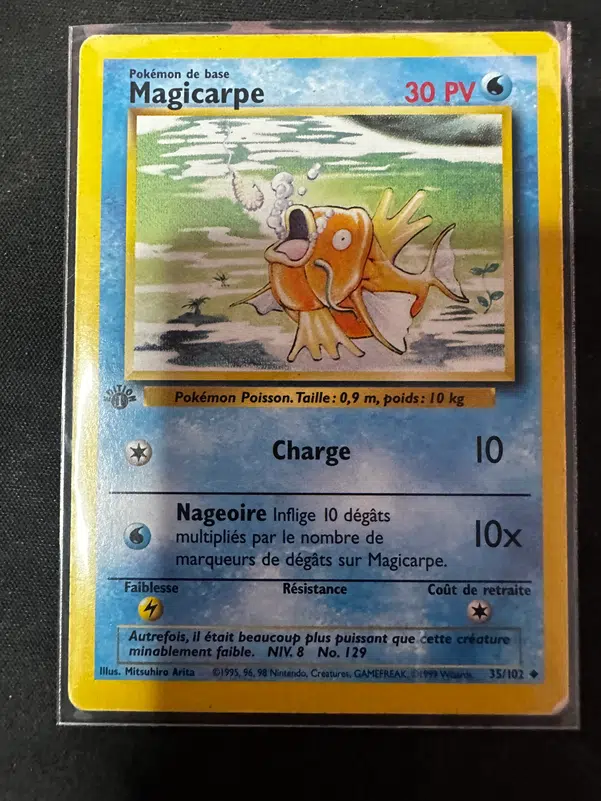 Pokémon de base
Magicarpe
30 PV
EDITION
1
Pokémon Poisson. Taille: 0,9 m, poids: 10 kg
Charge 10
Nageoire Inflige 10 dégâts
multipliés par le nombre de
marqueurs de dégâts sur Magicarpe.
10x
Faiblesse Résistance Coût de retraite
Autrefois, il était beaucoup plus puissant que cette créature
minablement faible. NIV. 8 No. 129
Illus. Mitsuhiro Arita ©1995, 96, 98 Nintendo, Creatures, GAMEFREAK. ©1999 Wizards. 35/102